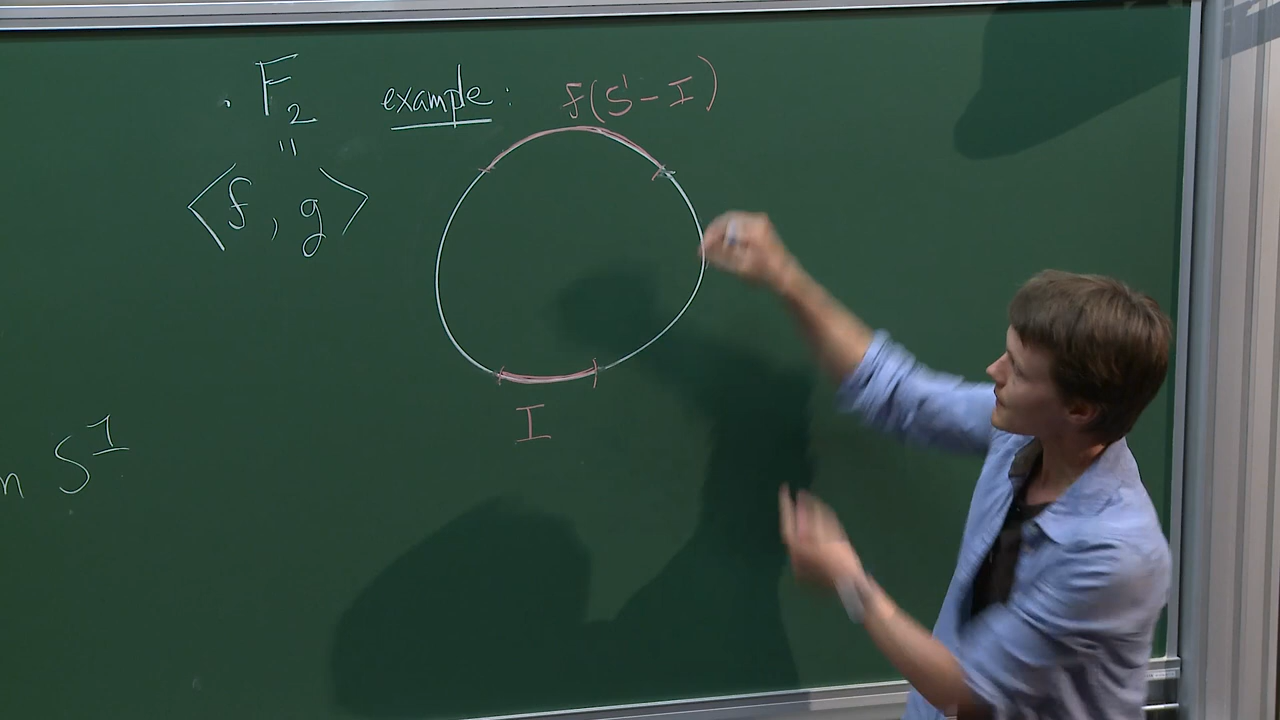 · F₂ example: f(S¹ - I)
=
⟨f, g⟩
I
n S¹